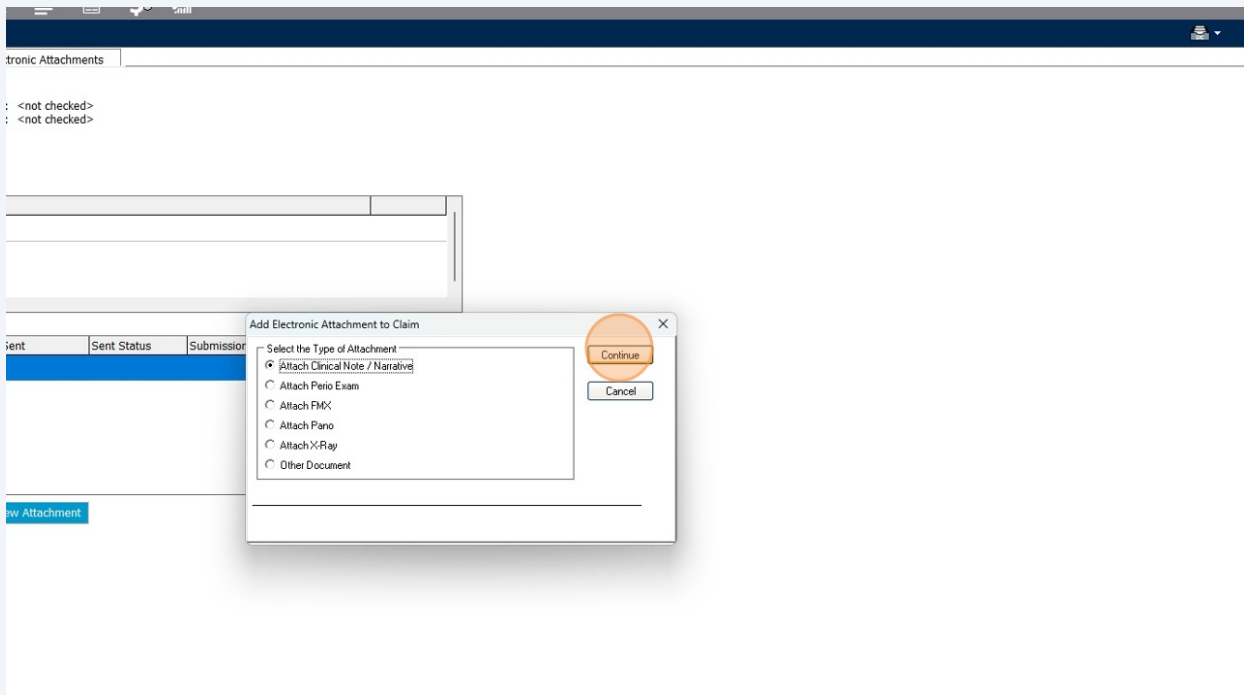 tronic Attachments
: <not checked>
: <not checked>
Add Electronic Attachment to Claim
Sent Sent Status Submission
Select the Type of Attachment
Attach Clinical Note / Narrative
Continue
Attach Perio Exam
Cancel
Attach FMX
Attach Pano
Attach X-Ray
Other Document
ew Attachment